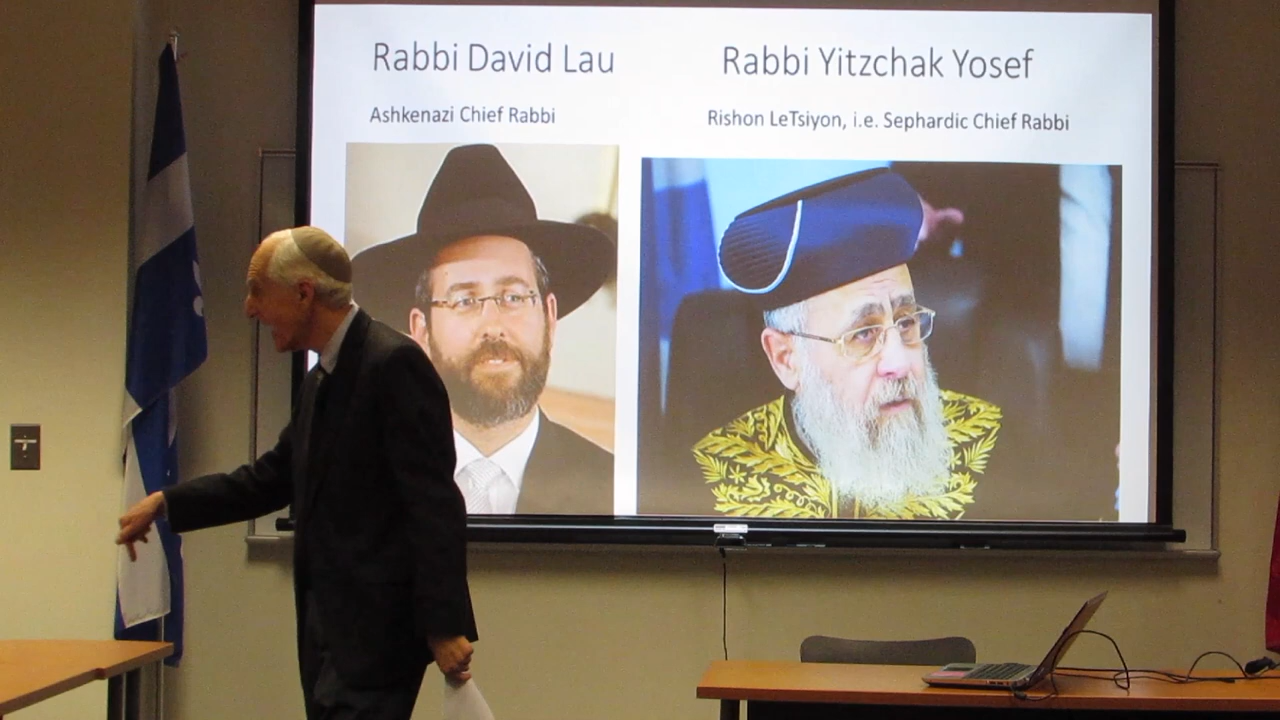 Rabbi David Lau
Ashkenazi Chief Rabbi
Rabbi Yitzchak Yosef
Rishon LeTsiyon, i.e. Sephardic Chief Rabbi